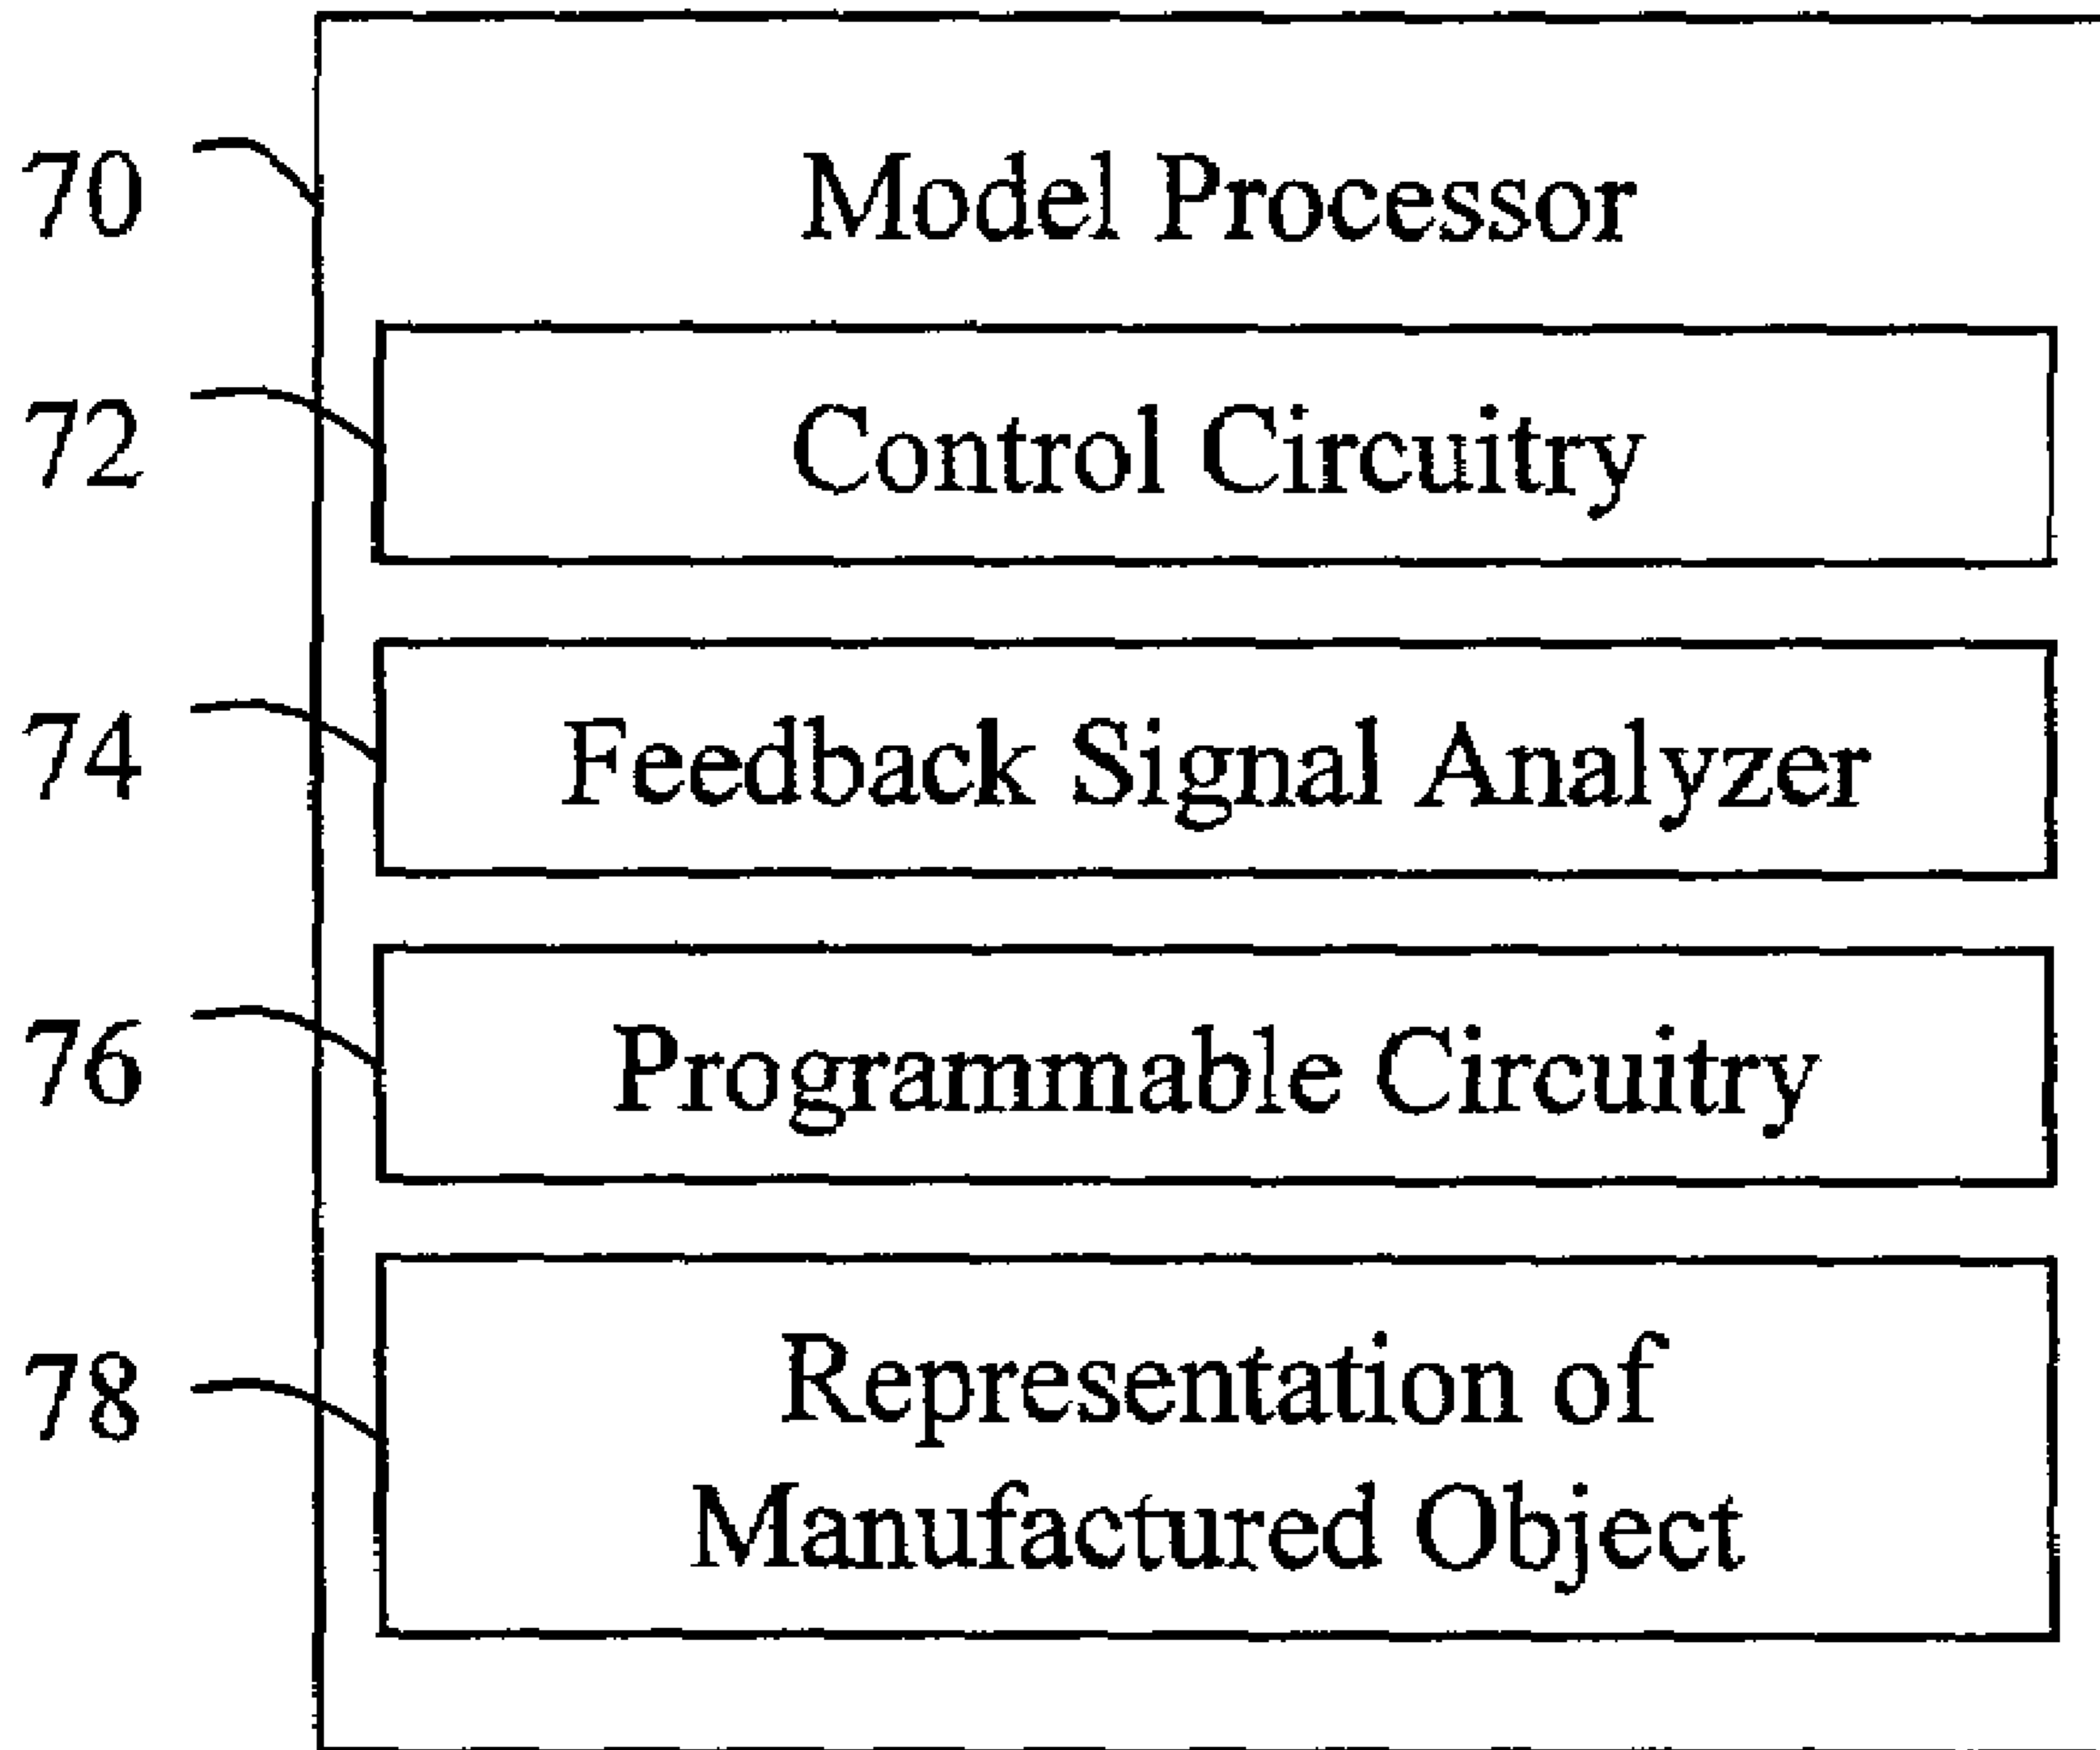 70 Model Processor
72 Control Circuitry
74 Feedback Signal Analyzer
76 Programmable Circuitry
78 Representation of
Manufactured Object